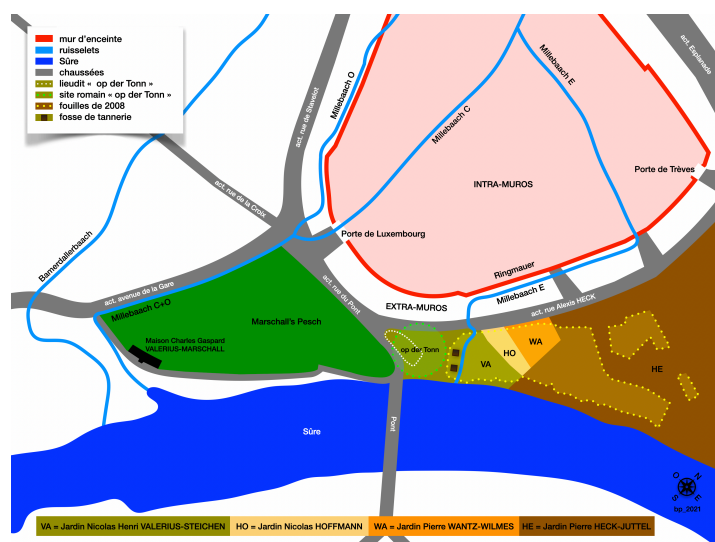 mur d'enceinte
ruisselets
Sûre
chaussées
lieudit « op der Tonn »
site romain « op der Tonn »
fouilles de 2008
fosse de tannerie
act. Esplanade
Millebaach O
Millebaach E
act. rue de Stavelot
Millebaach C
Porte de Trèves
INTRA-MUROS
act. rue de la Croix
Porte de Luxembourg
Bamerdallerbaach
Ringmauer
act. avenue de la Gare
act. rue du Pont
Millebaach E
EXTRA-MUROS
act. rue Alexis HECK
Millebaach C+O
Marschall's Pesch
Maison Charles Gaspard
VALERIUS-MARSCHALL
op der Tonn
WA
HO
VA
HE
Pont
Sûre
N
O
E
S
bp_2021
VA = Jardin Nicolas Henri VALERIUS-STEICHEN
HO = Jardin Nicolas HOFFMANN
WA = Jardin Pierre WANTZ-WILMES
HE = Jardin Pierre HECK-JUTTEL